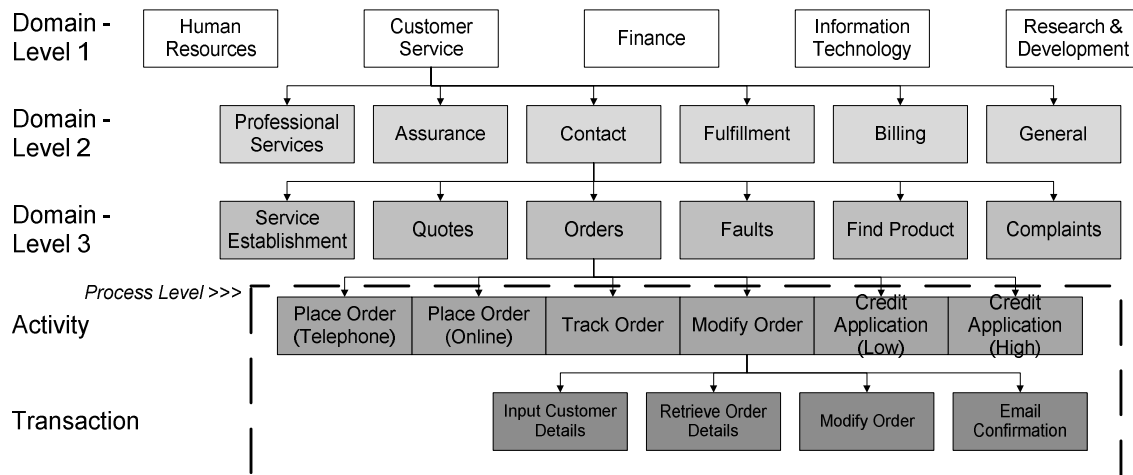 Domain -
Level 1
Human
Resources
Customer
Service
Finance
Information
Technology
Research &
Development
Domain -
Level 2
Professional
Services
Assurance
Contact
Fulfillment
Billing
General
Domain -
Level 3
Service
Establishment
Quotes
Orders
Faults
Find Product
Complaints
Process Level >>>
Activity
Place Order
(Telephone)
Place Order
(Online)
Track Order
Modify Order
Credit
Application
(Low)
Credit
Application
(High)
Transaction
Input Customer
Details
Retrieve Order
Details
Modify Order
Email
Confirmation